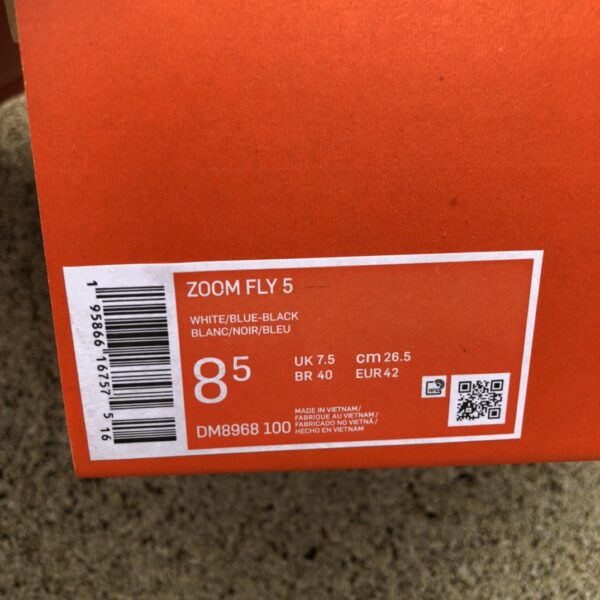 ZOOM FLY 5
WHITE/BLUE-BLACK
BLANC/NOIR/BLEU
8 5
UK 7.5 cm 26.5
BR 40 EUR 42
DM8968 100
MADE IN VIETNAM/
FABRIQUE AU VIETNAM/
FABRICADO NO VIETNÃ/
HECHO EN VIETNAM
1 95866 16757 5 16